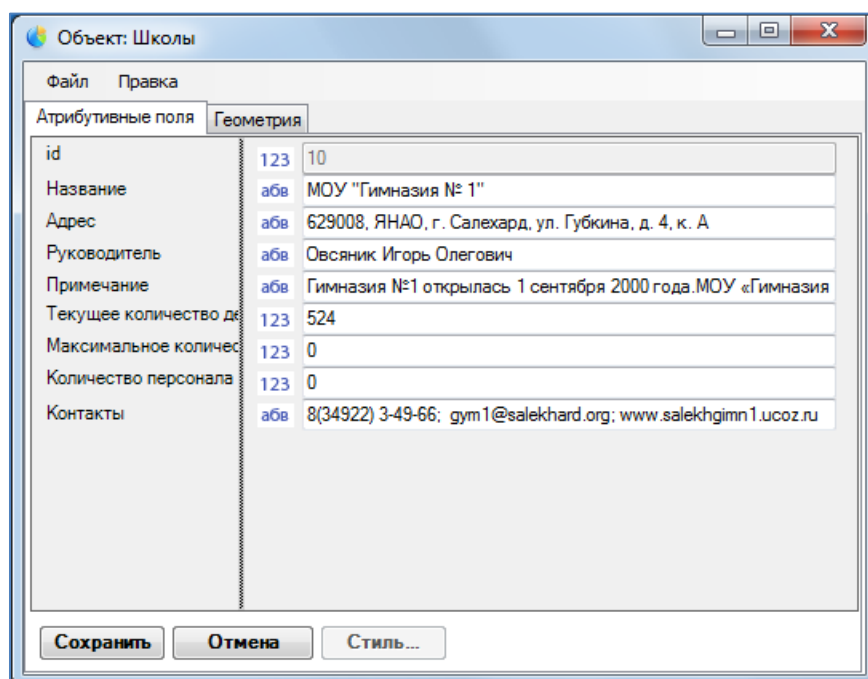 Объект: Школы
Файл Правка
Атрибутивные поля Геометрия
id 123 10
Название абв МОУ "Гимназия № 1"
Адрес абв 629008, ЯНАО, г. Салехард, ул. Губкина, д. 4, к. А
Руководитель абв Овсяник Игорь Олегович
Примечание абв Гимназия №1 открылась 1 сентября 2000 года.МОУ «Гимназия
Текущее количество де 123 524
Максимальное количес 123 0
Количество персонала 123 0
Контакты абв 8(34922) 3-49-66; gym1@salekhard.org; www.salekhgimn1.ucoz.ru
Сохранить Отмена Стиль...